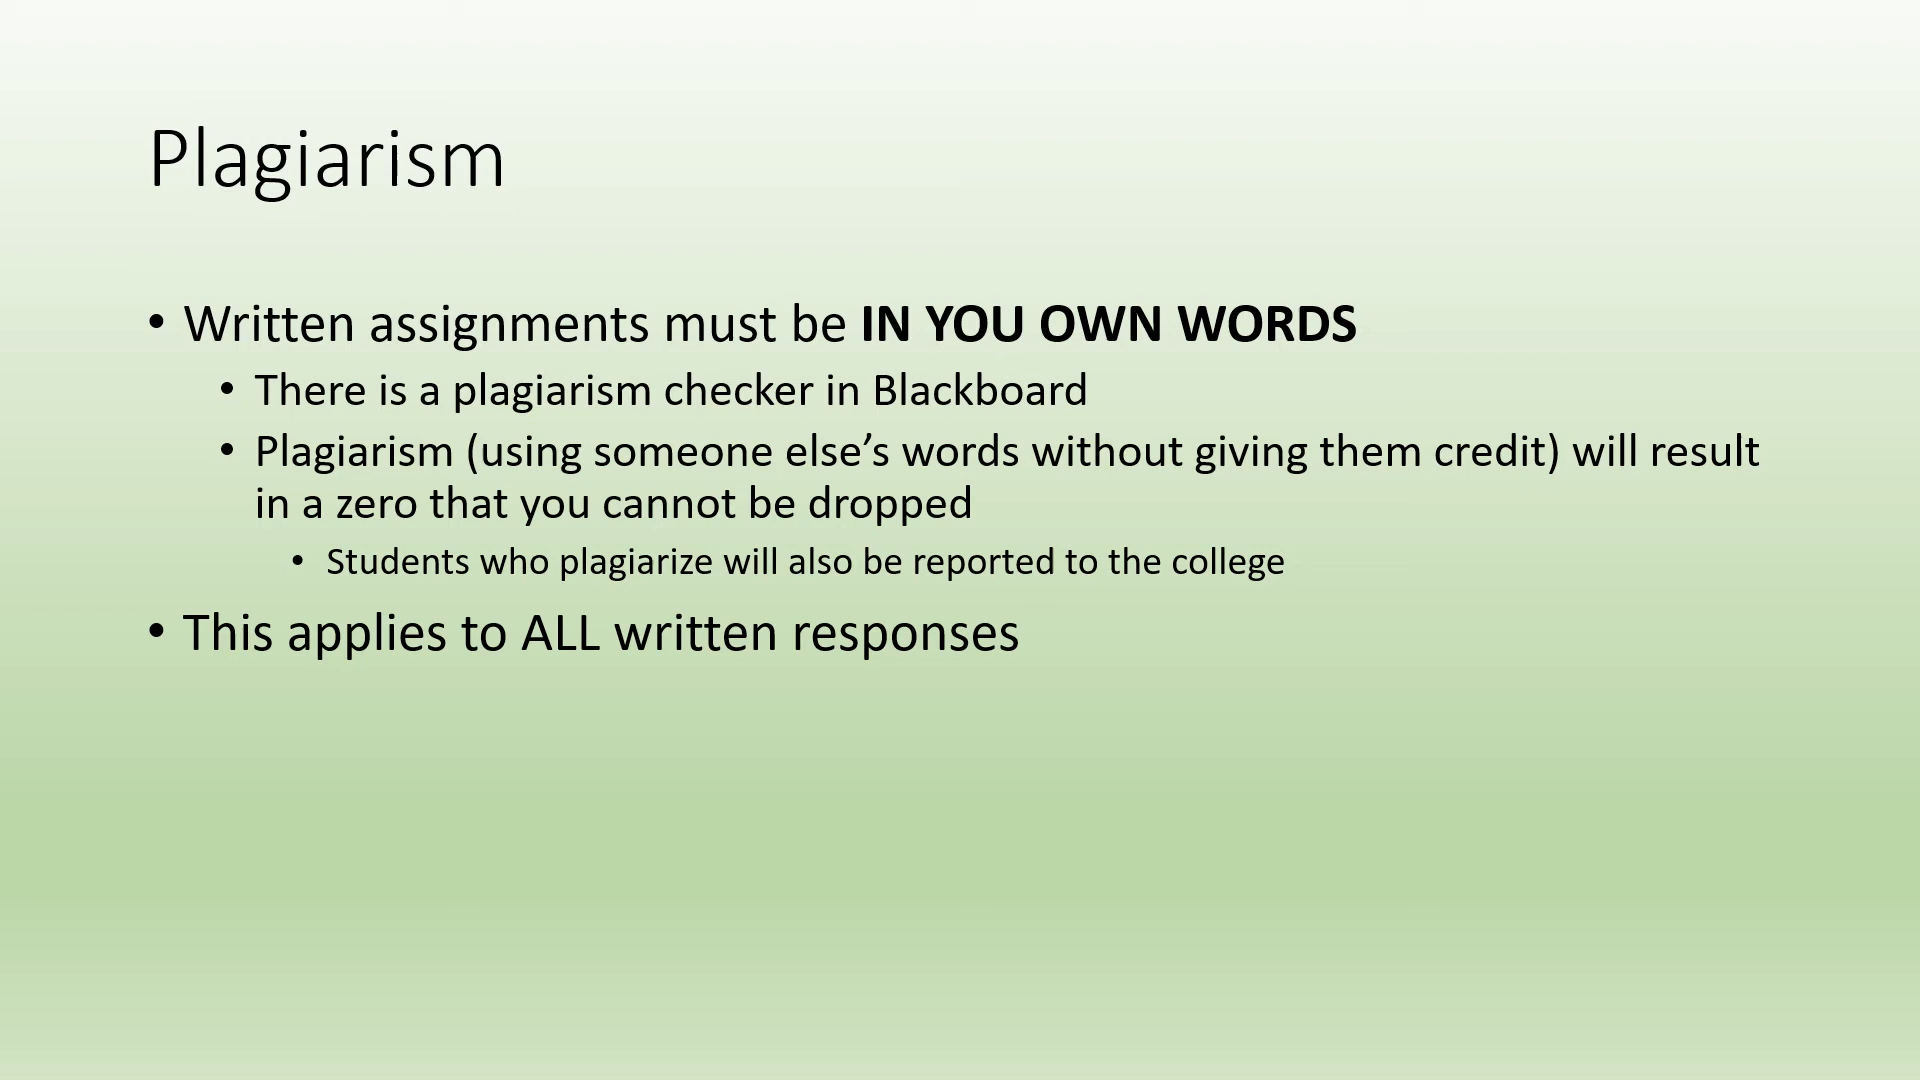 Plagiarism
• Written assignments must be IN YOU OWN WORDS
• There is a plagiarism checker in Blackboard
• Plagiarism (using someone else’s words without giving them credit) will result
in a zero that you cannot be dropped
• Students who plagiarize will also be reported to the college
• This applies to ALL written responses